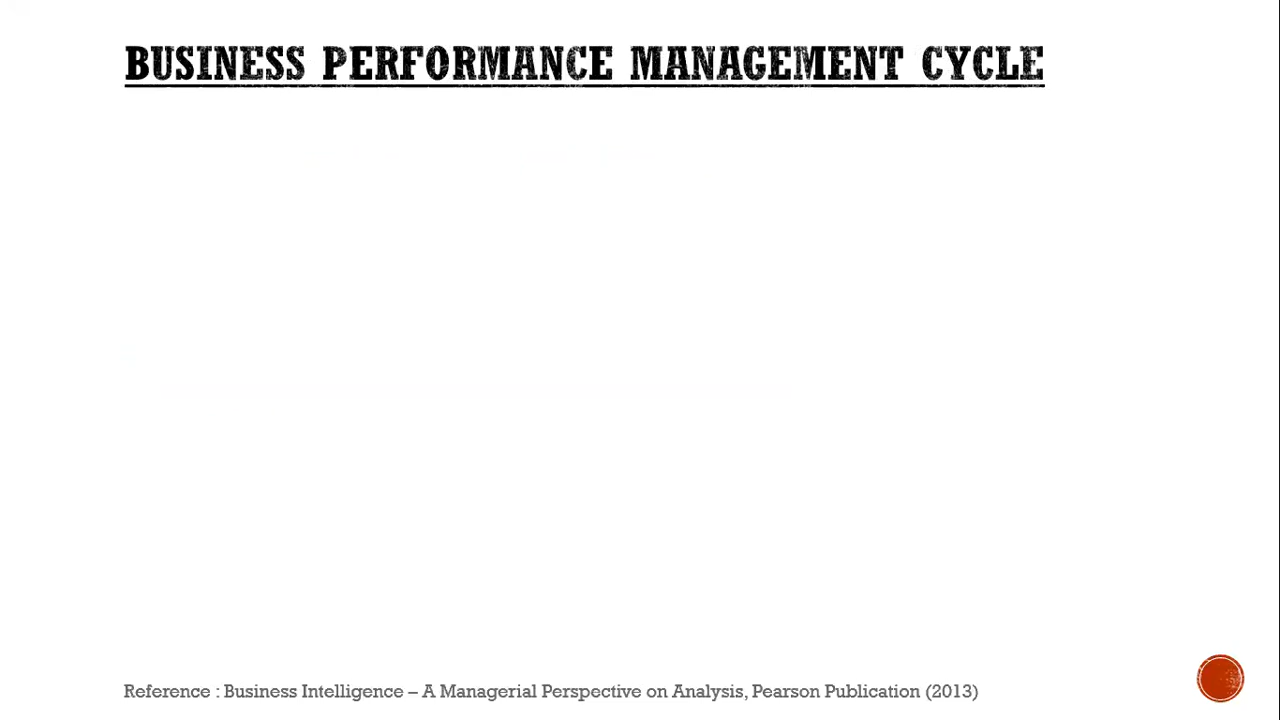 BUSINESS PERFORMANCE MANAGEMENT CYCLE
Reference : Business Intelligence – A Managerial Perspective on Analysis, Pearson Publication (2013)